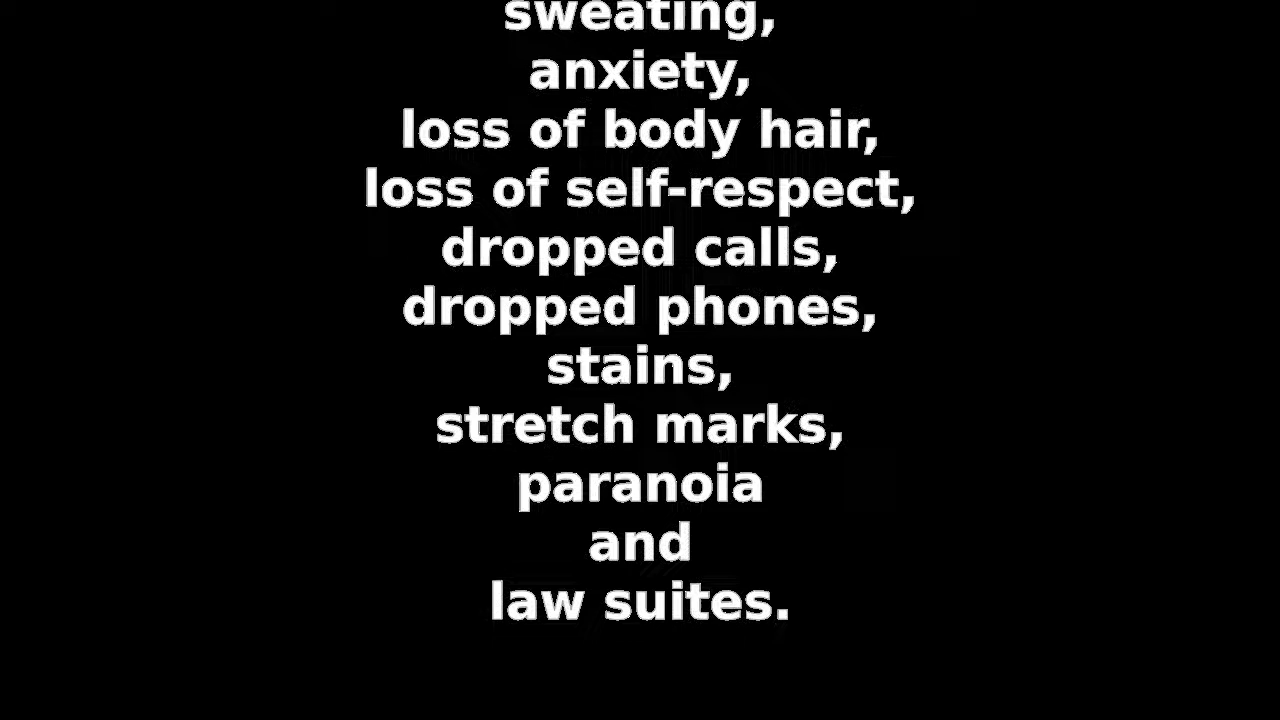 sweating,
anxiety,
loss of body hair,
loss of self-respect,
dropped calls,
dropped phones,
stains,
stretch marks,
paranoia
and
law suites.